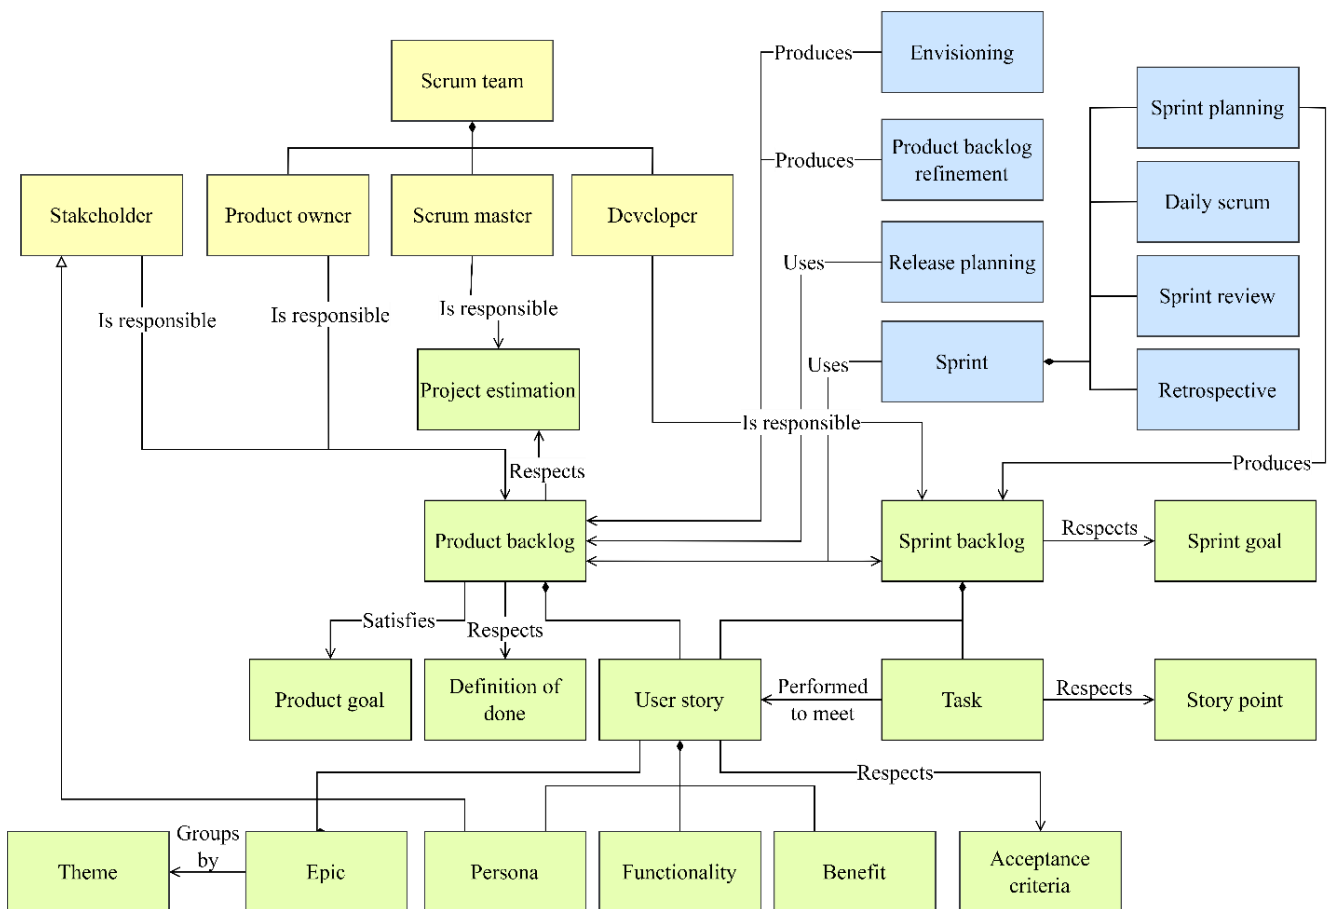 Produces
Envisioning
Scrum team
Sprint planning
Produces
Product backlog
refinement
Stakeholder
Product owner
Scrum master
Developer
Daily scrum
Uses
Release planning
Is responsible
Is responsible
Is responsible
Sprint review
Project estimation
Uses
Sprint
Retrospective
Is responsible
Respects
Produces
Product backlog
Sprint backlog
Respects
Sprint goal
Satisfies
Respects
Product goal
Definition of
done
User story
Performed
to meet
Task
Respects
Story point
Respects
Groups
by
Theme
Epic
Persona
Functionality
Benefit
Acceptance
criteria